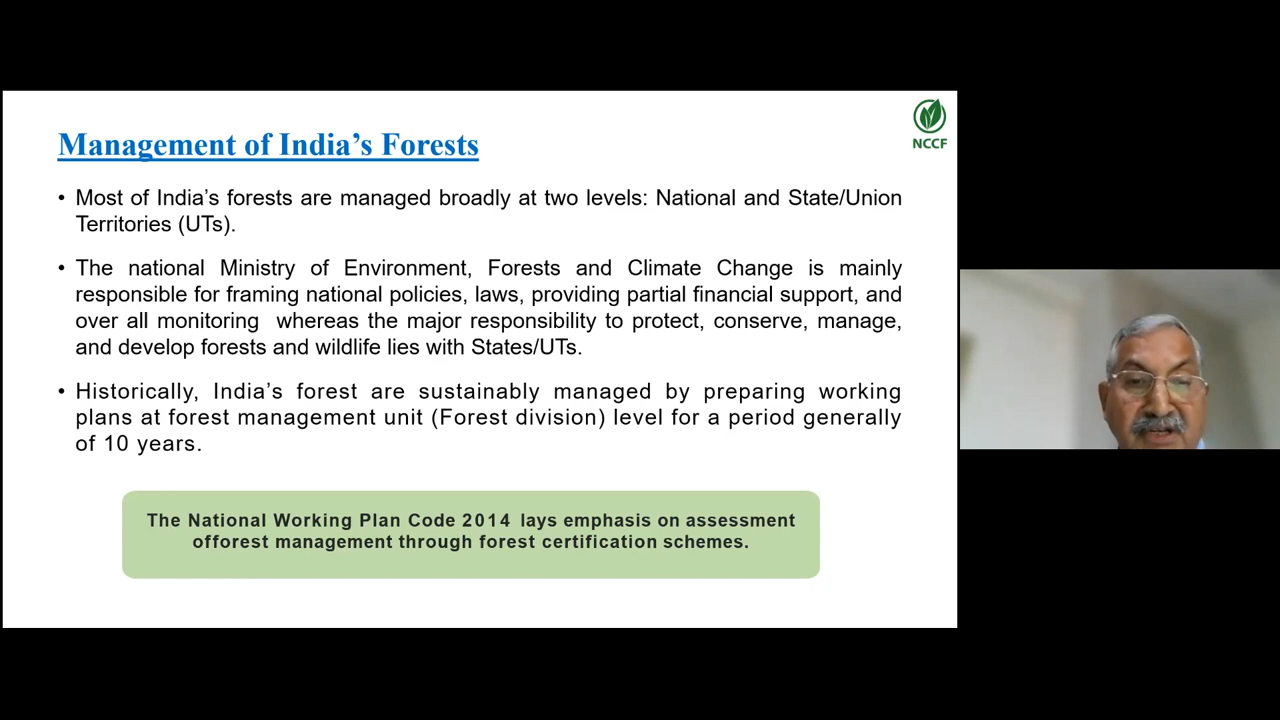 NCCF
Management of India’s Forests
• Most of India’s forests are managed broadly at two levels: National and State/Union
Territories (UTs).
• The national Ministry of Environment, Forests and Climate Change is mainly
responsible for framing national policies, laws, providing partial financial support, and
over all monitoring whereas the major responsibility to protect, conserve, manage,
and develop forests and wildlife lies with States/UTs.
• Historically, India’s forest are sustainably managed by preparing working
plans at forest management unit (Forest division) level for a period generally
of 10 years.
The National Working Plan Code 2014 lays emphasis on assessment
offorest management through forest certification schemes.